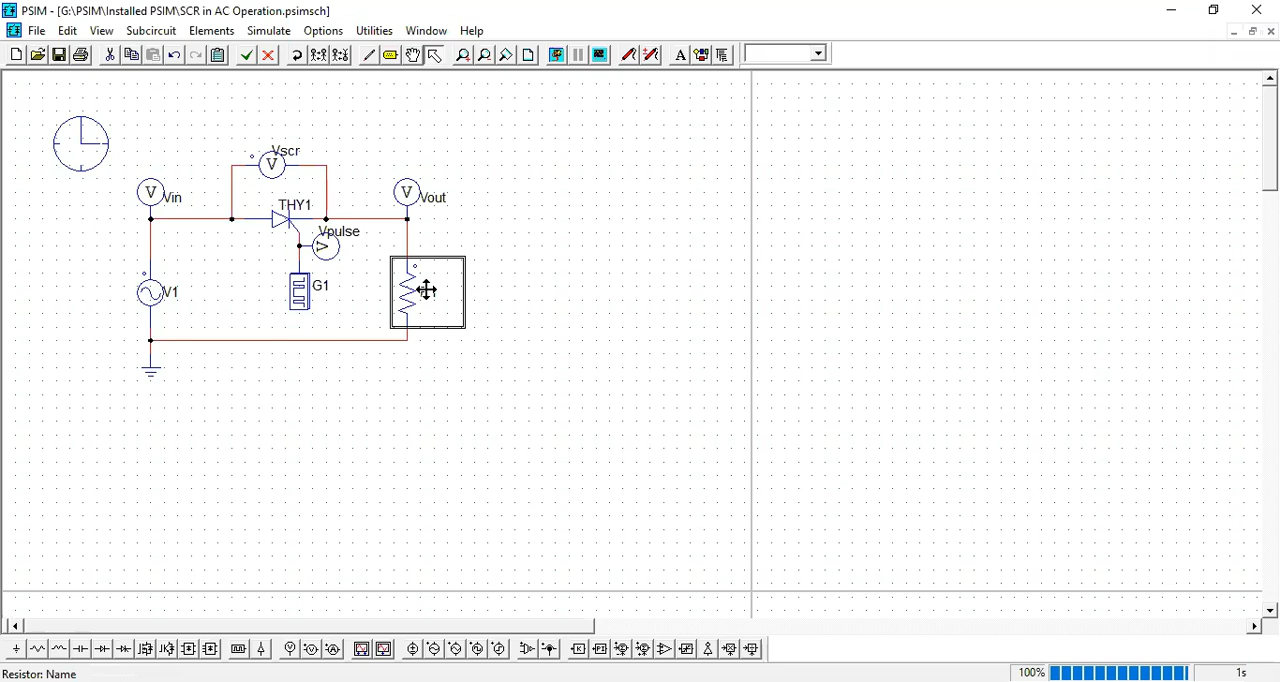 PSIM - [G:\PSIM\Installed PSIM\SCR in AC Operation.psimsch]
File Edit View Subcircuit Elements Simulate Options Utilities Window Help
A
V Vscr
V Vin
THY1
V Vout
Vpulse
V
V1
G1
K PI
Resistor: Name
100%
1s